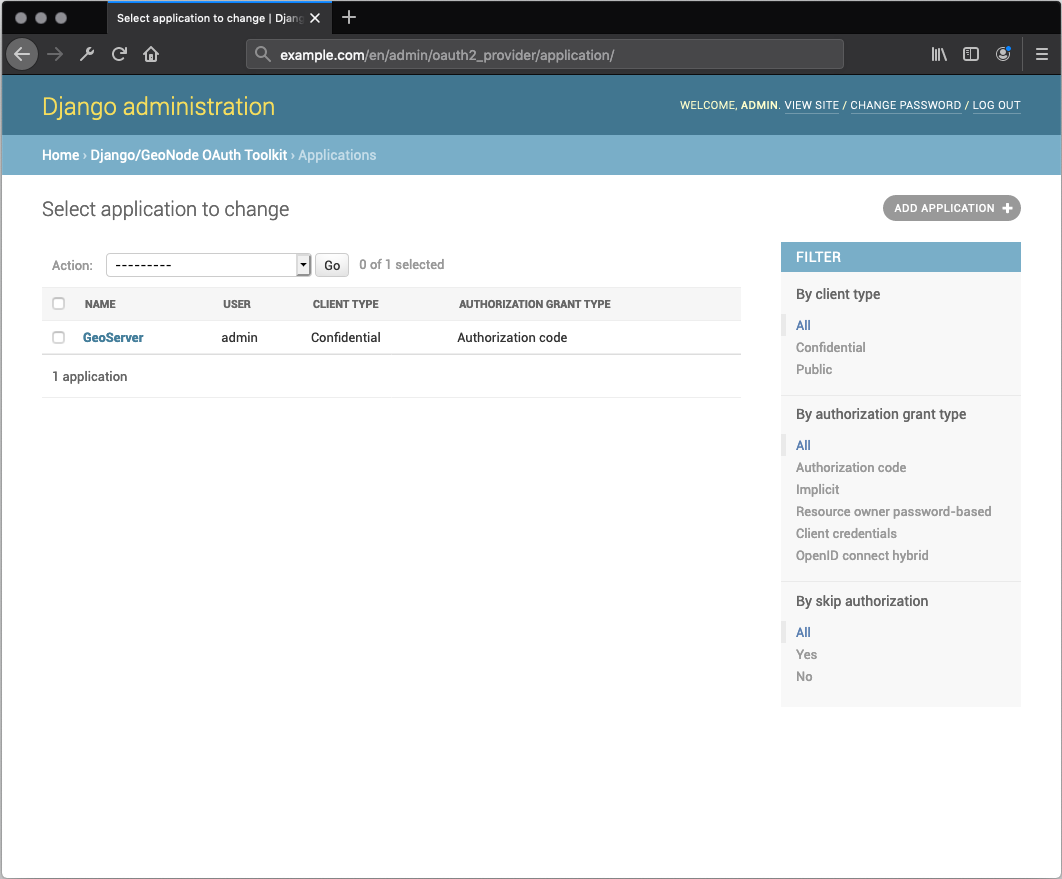 Select application to change | Djang
example.com/en/admin/oauth2_provider/application/
Django administration
WELCOME, ADMIN. VIEW SITE / CHANGE PASSWORD / LOG OUT
Home › Django/GeoNode OAuth Toolkit › Applications
Select application to change
ADD APPLICATION +
Action: --------- Go 0 of 1 selected
NAME USER CLIENT TYPE AUTHORIZATION GRANT TYPE
GeoServer admin Confidential Authorization code
1 application
FILTER
By client type
All
Confidential
Public
By authorization grant type
All
Authorization code
Implicit
Resource owner password-based
Client credentials
OpenID connect hybrid
By skip authorization
All
Yes
No